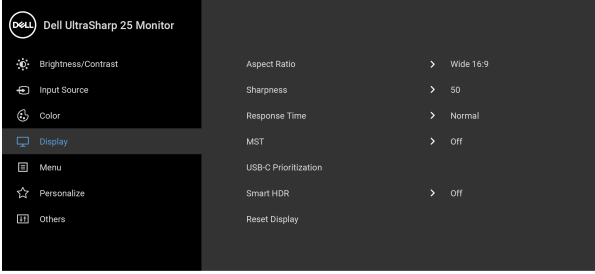 DELL Dell UltraSharp 25 Monitor
Brightness/Contrast
Input Source
Color
Display
Menu
Personalize
Others
Aspect Ratio > Wide 16:9
Sharpness > 50
Response Time > Normal
MST > Off
USB-C Prioritization
Smart HDR > Off
Reset Display